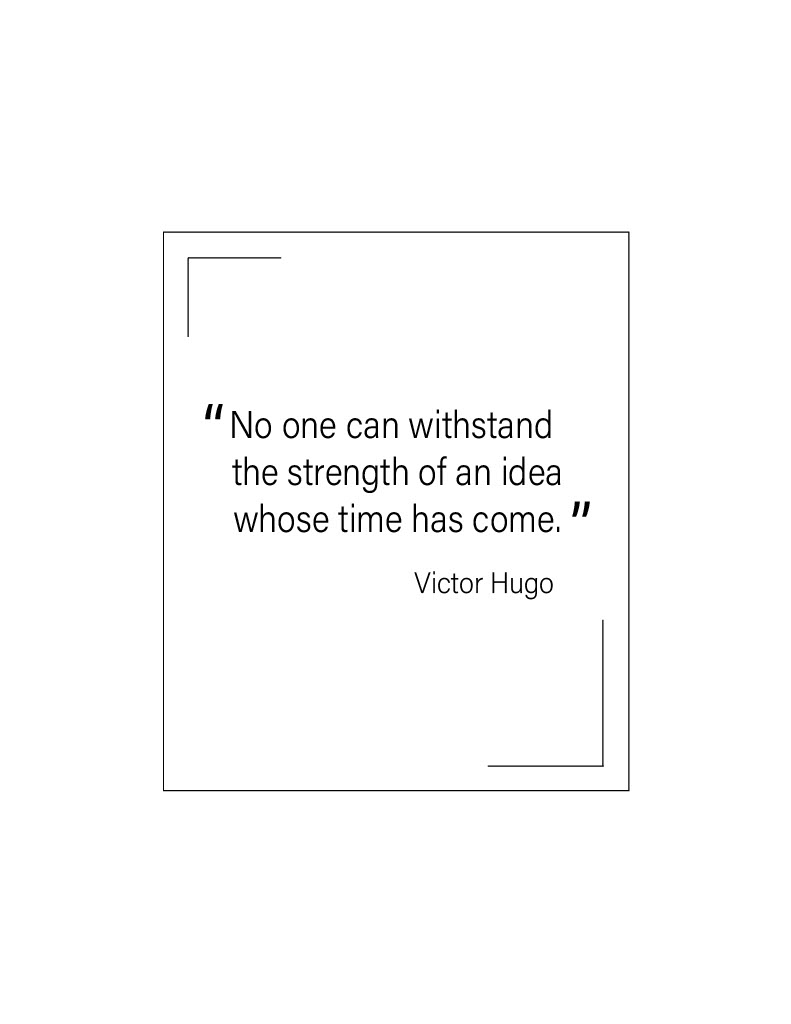 “No one can withstand
the strength of an idea
whose time has come.”
Victor Hugo